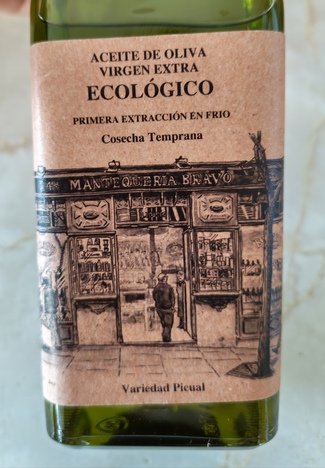 ACEITE DE OLIVA
VIRGEN EXTRA
ECOLÓGICO
PRIMERA EXTRACCIÓN EN FRIO
Cosecha Temprana
MANTEQUERIA BRAVO
Variedad Picual